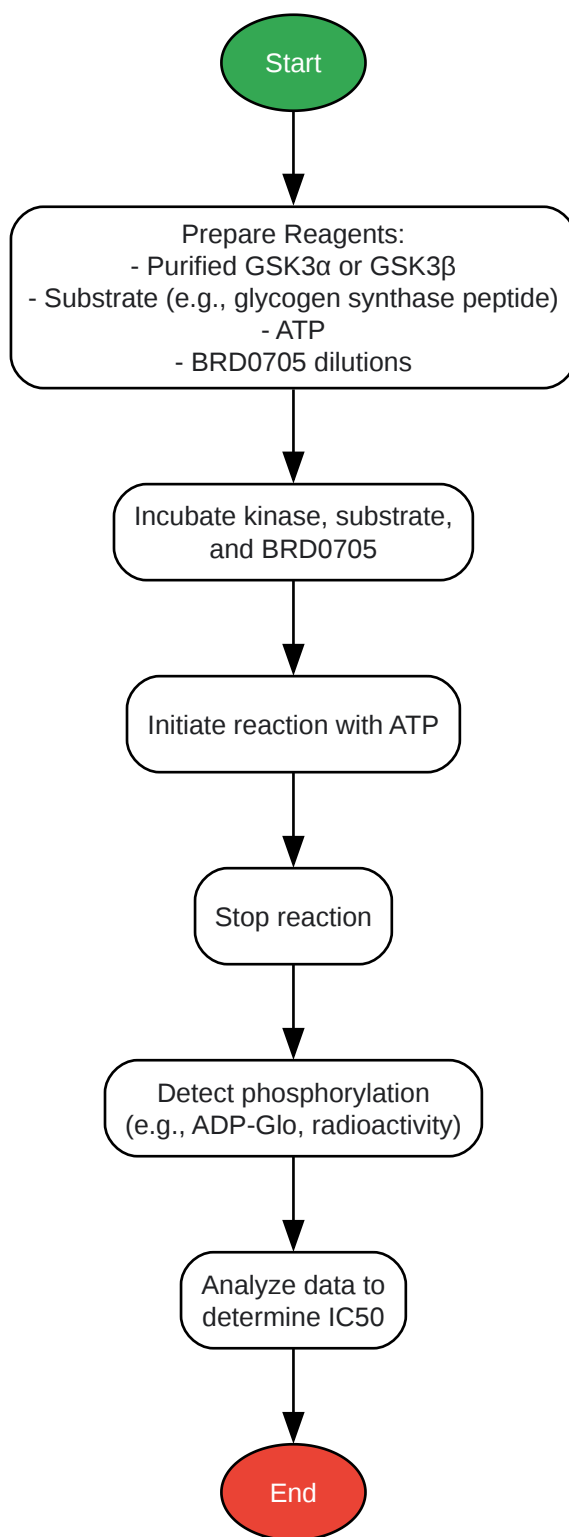 Start
Prepare Reagents:
- Purified GSK3α or GSK3β
- Substrate (e.g., glycogen synthase peptide)
- ATP
- BRD0705 dilutions
Incubate kinase, substrate,
and BRD0705
Initiate reaction with ATP
Stop reaction
Detect phosphorylation
(e.g., ADP-Glo, radioactivity)
Analyze data to
determine IC50
End